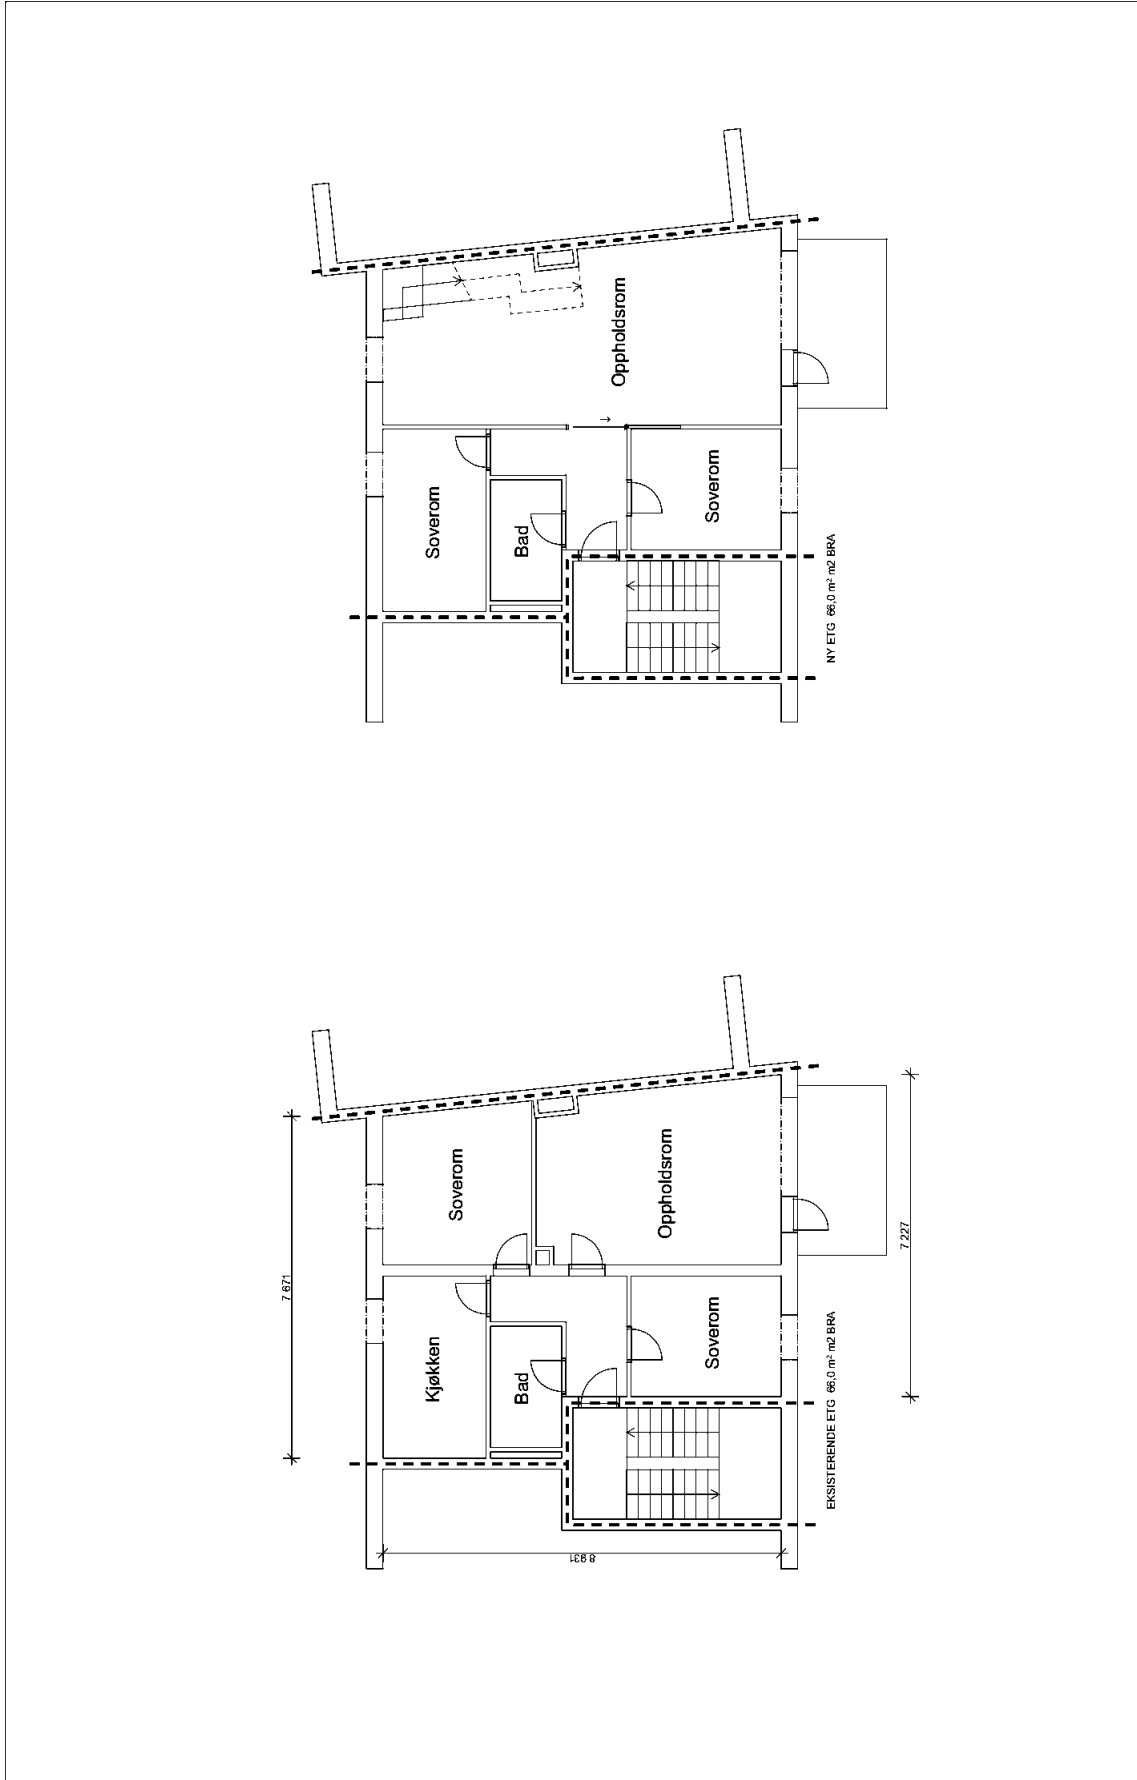 Soverom
Bad
Oppholdsrom
Soverom
NY ETG 66,0 m² m2 BRA
7 671
Soverom
Kjøkken
Bad
Oppholdsrom
Soverom
7 227
EKSISTERENDE ETG 66,0 m² m2 BRA
8 931